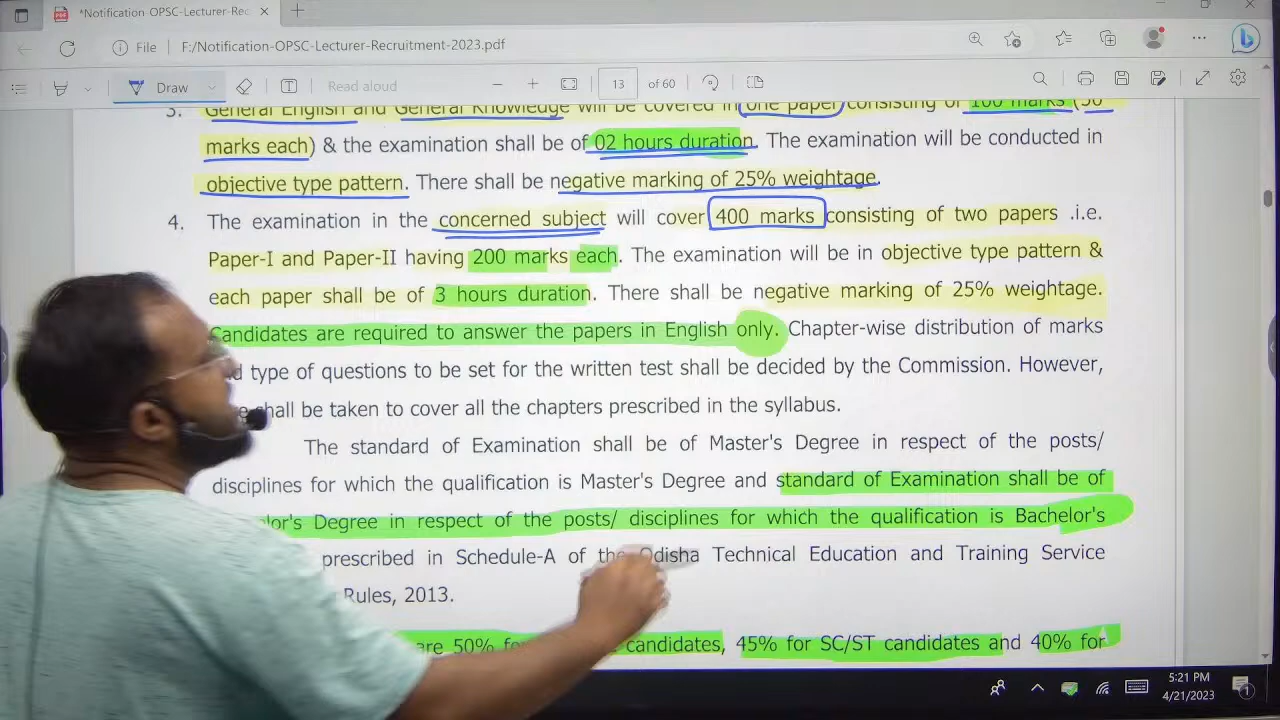 *Notification-OPSC-Lecturer-Rec
File F:/Notification-OPSC-Lecturer-Recruitment-2023.pdf
Draw Read aloud 13 of 60
3. General English and General Knowledge will be covered in one paper consisting of 100 marks (50
marks each) & the examination shall be of 02 hours duration. The examination will be conducted in
objective type pattern. There shall be negative marking of 25% weightage.
4. The examination in the concerned subject will cover 400 marks consisting of two papers .i.e.
Paper-I and Paper-II having 200 marks each. The examination will be in objective type pattern &
each paper shall be of 3 hours duration. There shall be negative marking of 25% weightage.
Candidates are required to answer the papers in English only. Chapter-wise distribution of marks
type of questions to be set for the written test shall be decided by the Commission. However,
shall be taken to cover all the chapters prescribed in the syllabus.
The standard of Examination shall be of Master's Degree in respect of the posts/
disciplines for which the qualification is Master's Degree and standard of Examination shall be of
Degree in respect of the posts/ disciplines for which the qualification is Bachelor's
prescribed in Schedule-A of the Odisha Technical Education and Training Service
Rules, 2013.
are 50% candidates, 45% for SC/ST candidates and 40% for
5:21 PM
4/21/2023
1